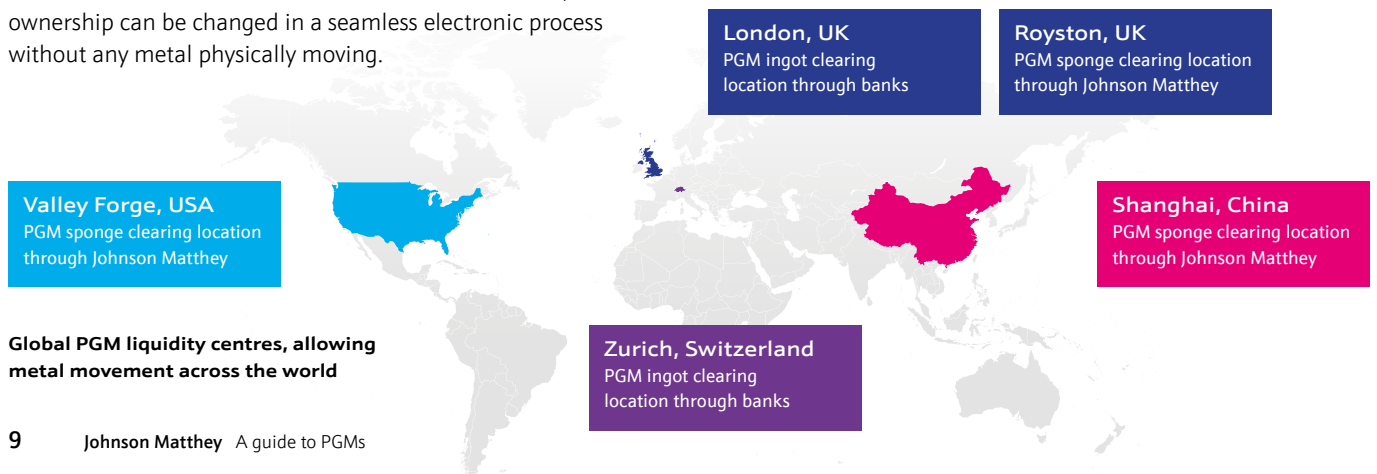 ownership can be changed in a seamless electronic process
without any metal physically moving.
London, UK
PGM ingot clearing
location through banks
Royston, UK
PGM sponge clearing location
through Johnson Matthey
Valley Forge, USA
PGM sponge clearing location
through Johnson Matthey
Shanghai, China
PGM sponge clearing location
through Johnson Matthey
Zurich, Switzerland
PGM ingot clearing
location through banks
Global PGM liquidity centres, allowing
metal movement across the world
9 Johnson Matthey A guide to PGMs